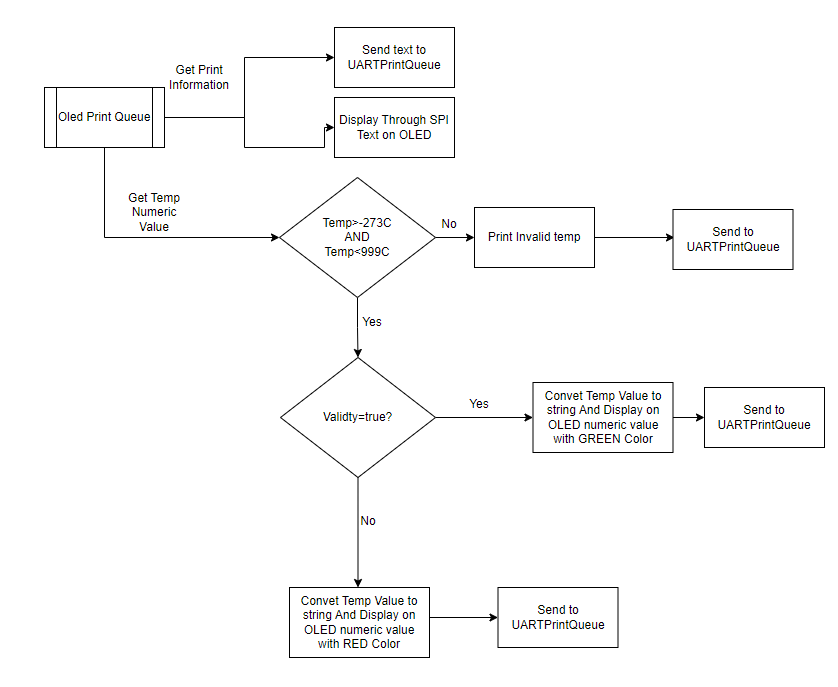 Send text to
UARTPrintQueue
Get Print
Information
Oled Print Queue
Display Through SPI
Text on OLED
Get Temp
Numeric
Value
Temp>-273C
AND
Temp<999C
No
Print Invalid temp
Send to
UARTPrintQueue
Yes
Validty=true?
Yes
Convet Temp Value to
string And Display on
OLED numeric value
with GREEN Color
Send to
UARTPrintQueue
No
Convet Temp Value to
string And Display on
OLED numeric value
with RED Color
Send to
UARTPrintQueue